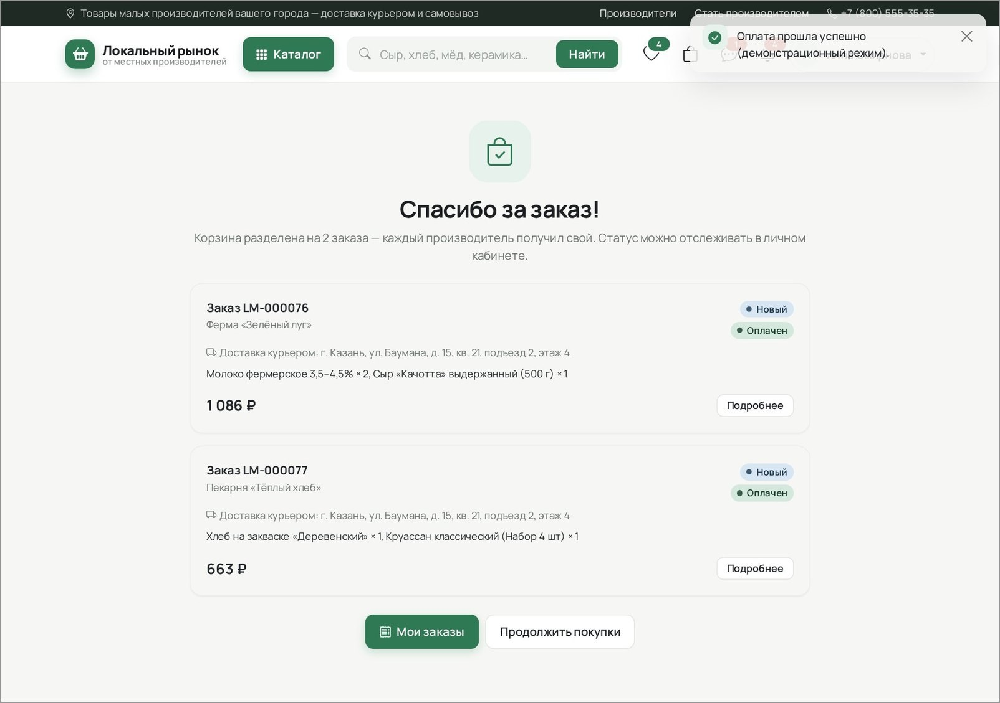 Товары малых производителей вашего города — доставка курьером и самовывоз
Производители
Стать производителем
+7 (800) 555-35-35
Локальный рынок
от местных производителей
Каталог
Сыр, хлеб, мёд, керамика...
Найти
4
Оплата прошла успешно
(демонстрационный режим).
Спасибо за заказ!
Корзина разделена на 2 заказа — каждый производитель получил свой. Статус можно отслеживать в личном
кабинете.
Заказ LM-000076
Новый
Ферма «Зелёный луг»
Оплачен
Доставка курьером: г. Казань, ул. Баумана, д. 15, кв. 21, подъезд 2, этаж 4
Молоко фермерское 3,5–4,5% × 2, Сыр «Качотта» выдержанный (500 г) × 1
1 086 ₽
Подробнее
Заказ LM-000077
Новый
Пекарня «Тёплый хлеб»
Оплачен
Доставка курьером: г. Казань, ул. Баумана, д. 15, кв. 21, подъезд 2, этаж 4
Хлеб на закваске «Деревенский» × 1, Круассан классический (Набор 4 шт) × 1
663 ₽
Подробнее
Мои заказы
Продолжить покупки